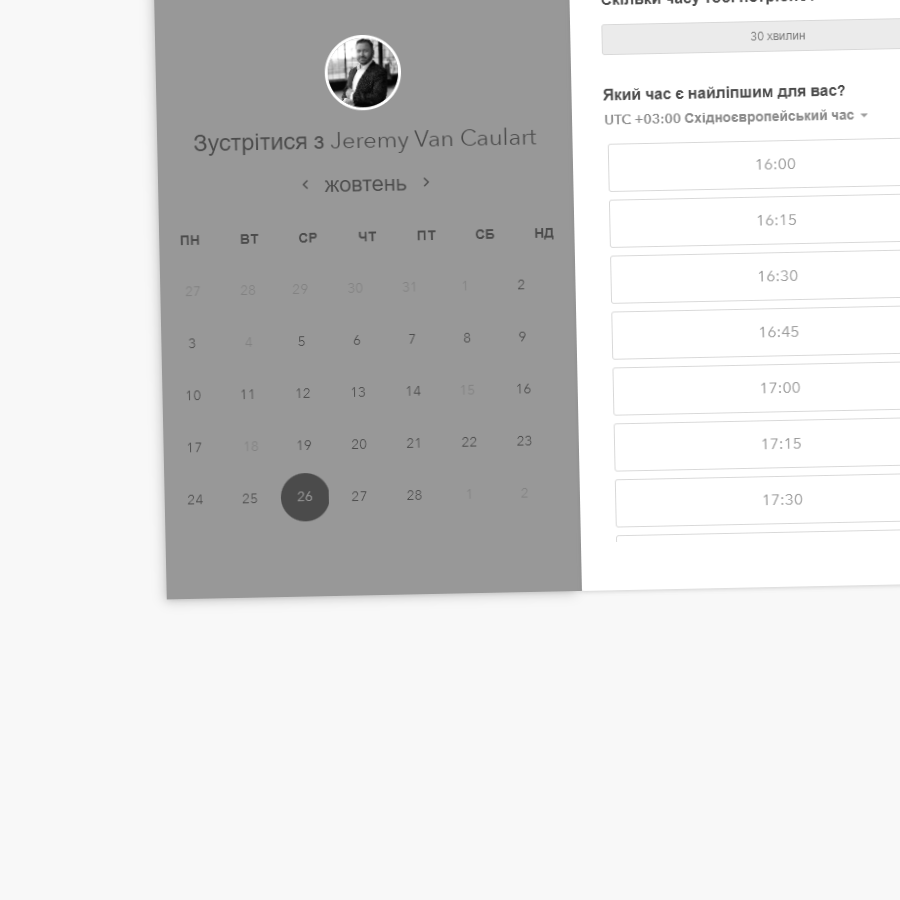 Зустрітися з Jeremy Van Caulart
жовтень
ПН ВТ СР ЧТ ПТ СБ НД
27 28 29 30 31 1 2
3 4 5 6 7 8 9
10 11 12 13 14 15 16
17 18 19 20 21 22 23
24 25 26 27 28 1 2
Скільки часу тобі потрібно?
30 хвилин
Який час є найліпшим для вас?
UTC +03:00 Східноєвропейський час
16:00
16:15
16:30
16:45
17:00
17:15
17:30